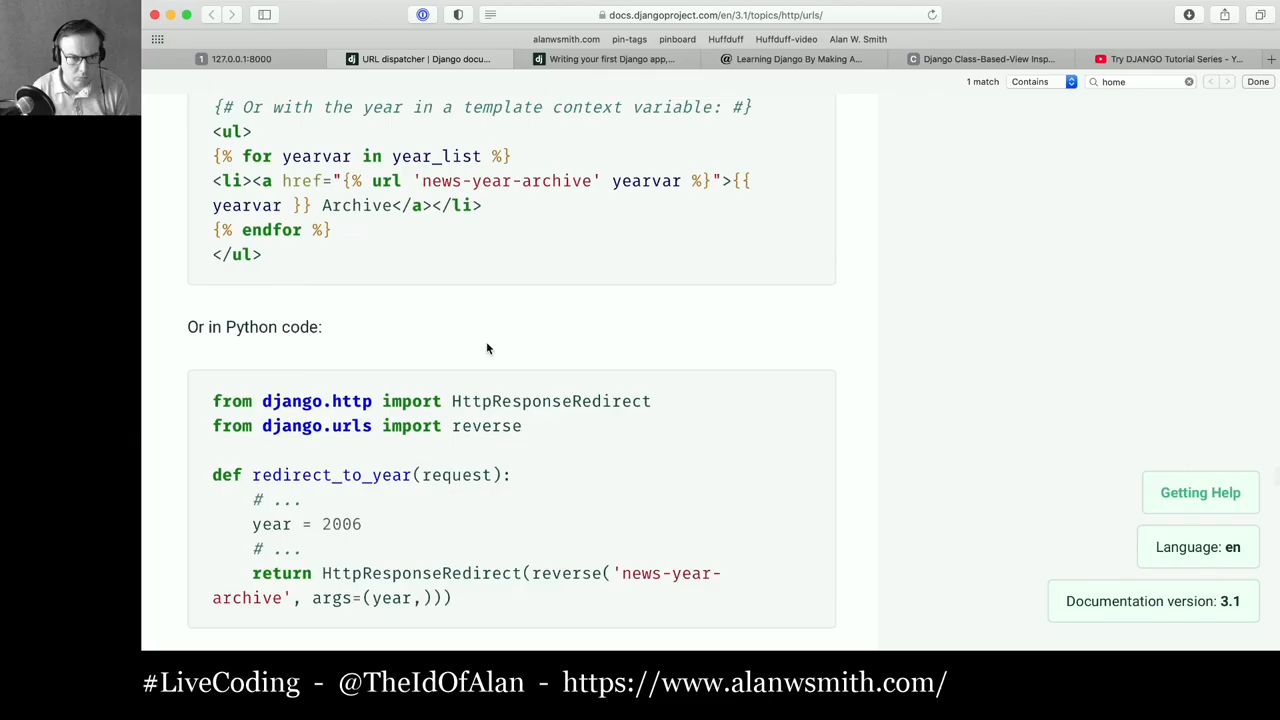 docs.djangoproject.com/en/3.1/topics/http/urls/
alanwsmith.com pin-tags pinboard Huffduff Huffduff-video Alan W. Smith
1 127.0.0.1:8000
dj URL dispatcher | Django docu...
dj Writing your first Django app,...
@ Learning Django By Making A...
C Django Class-Based-View Insp...
Try DJANGO Tutorial Series - Y...
1 match Contains home Done
{# Or with the year in a template context variable: #}
<ul>
{% for yearvar in year_list %}
<li><a href="{% url 'news-year-archive' yearvar %}">{{
yearvar }} Archive</a></li>
{% endfor %}
</ul>
Or in Python code:
from django.http import HttpResponseRedirect
from django.urls import reverse
def redirect_to_year(request):
# ...
year = 2006
# ...
return HttpResponseRedirect(reverse('news-year-
archive', args=(year,)))
Getting Help
Language: en
Documentation version: 3.1
#LiveCoding - @TheIdOfAlan - https://www.alanwsmith.com/